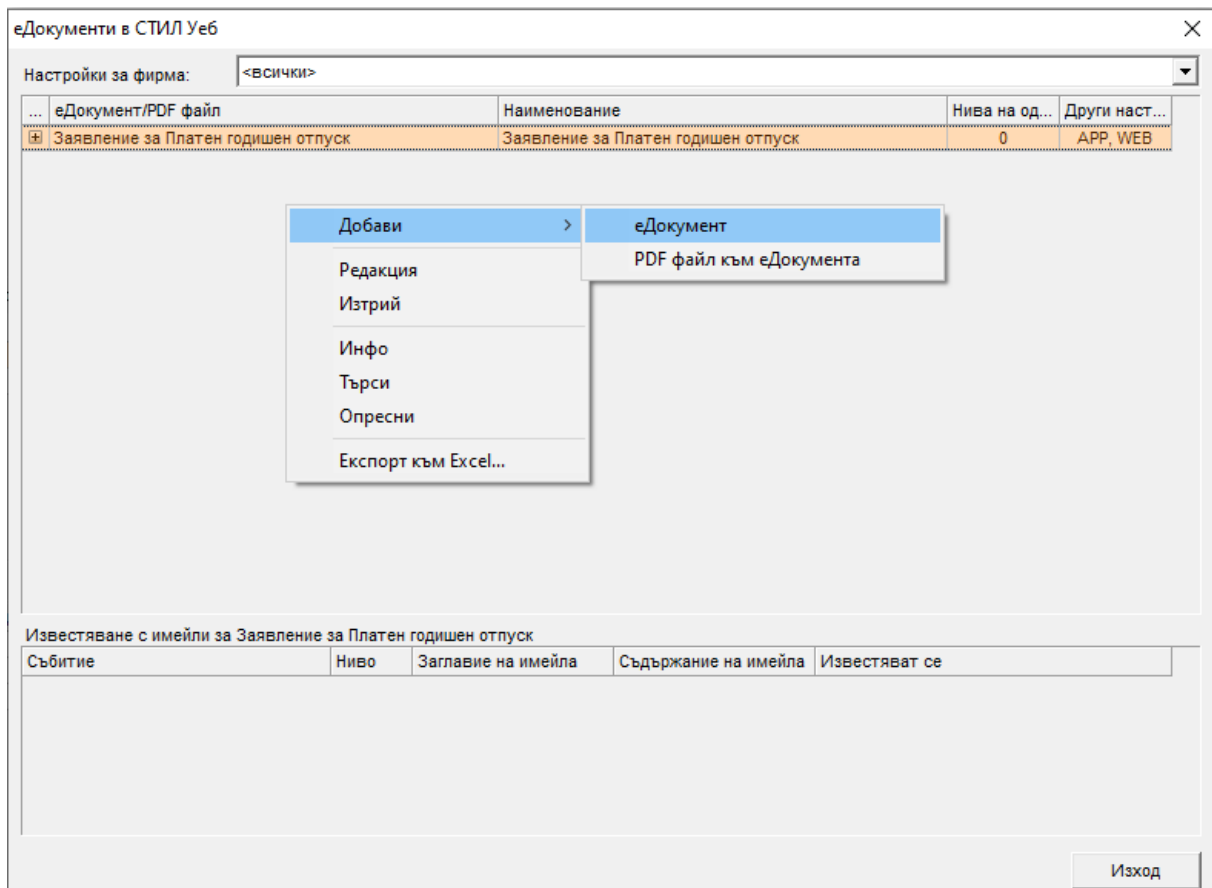 еДокументи в СТИЛ Уеб
Настройки за фирма: <всички>
... еДокумент/PDF файл Наименование Нива на од... Други наст...
Заявление за Платен годишен отпуск Заявление за Платен годишен отпуск 0 APP, WEB
Добави еДокумент
PDF файл към еДокумента
Редакция
Изтрий
Инфо
Търси
Опресни
Експорт към Excel...
Известяване с имейли за Заявление за Платен годишен отпуск
Събитие Ниво Заглавие на имейла Съдържание на имейла Известяват се
Изход